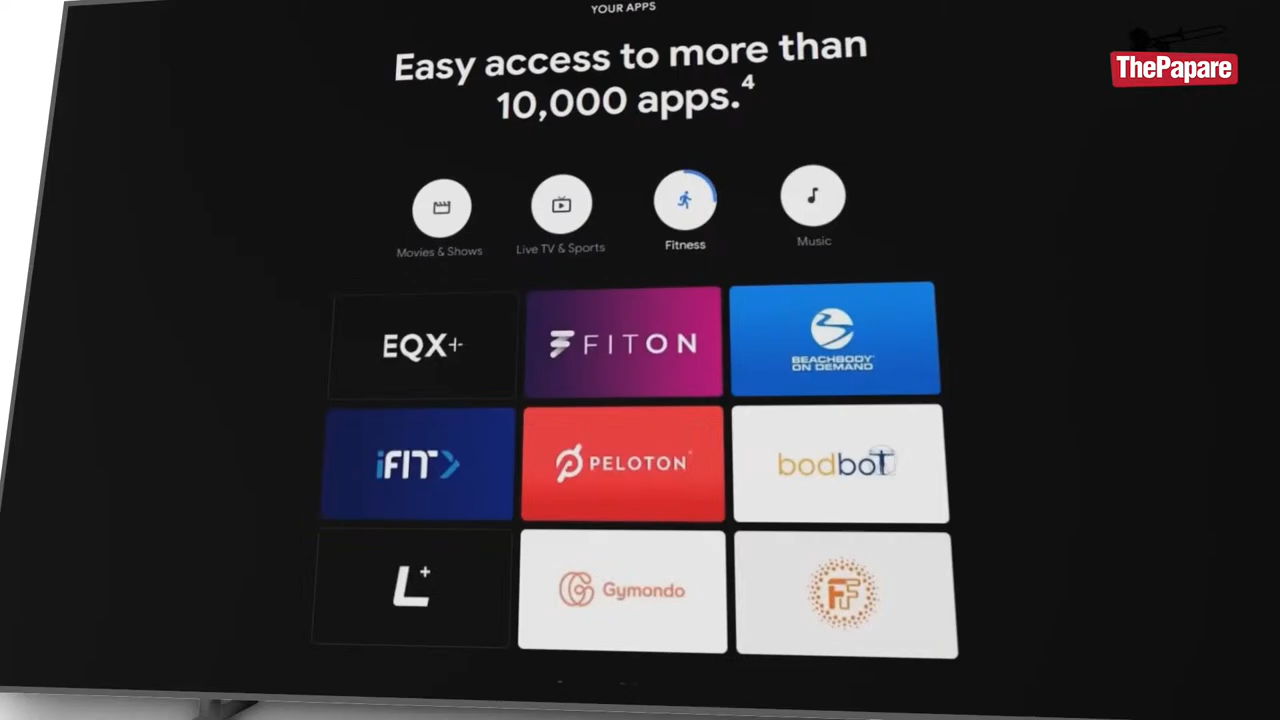 YOUR APPS
Easy access to more than
10,000 apps.4
ThePapare
Movies & Shows
Live TV & Sports
Fitness
Music
EQX+
FITON
BEACHBODY
ON DEMAND
iFIT
PELOTON
bodbot
L+
Gymondo
FF